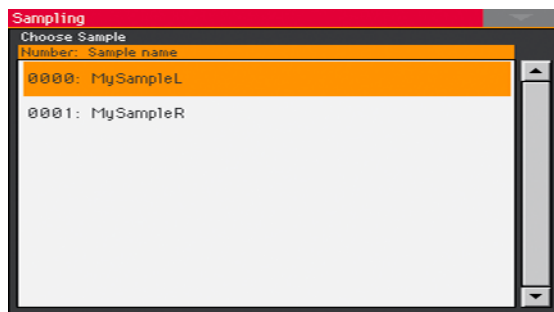 Sampling
Choose Sample
Number: Sample name
0000: MySampleL
0001: MySampleR